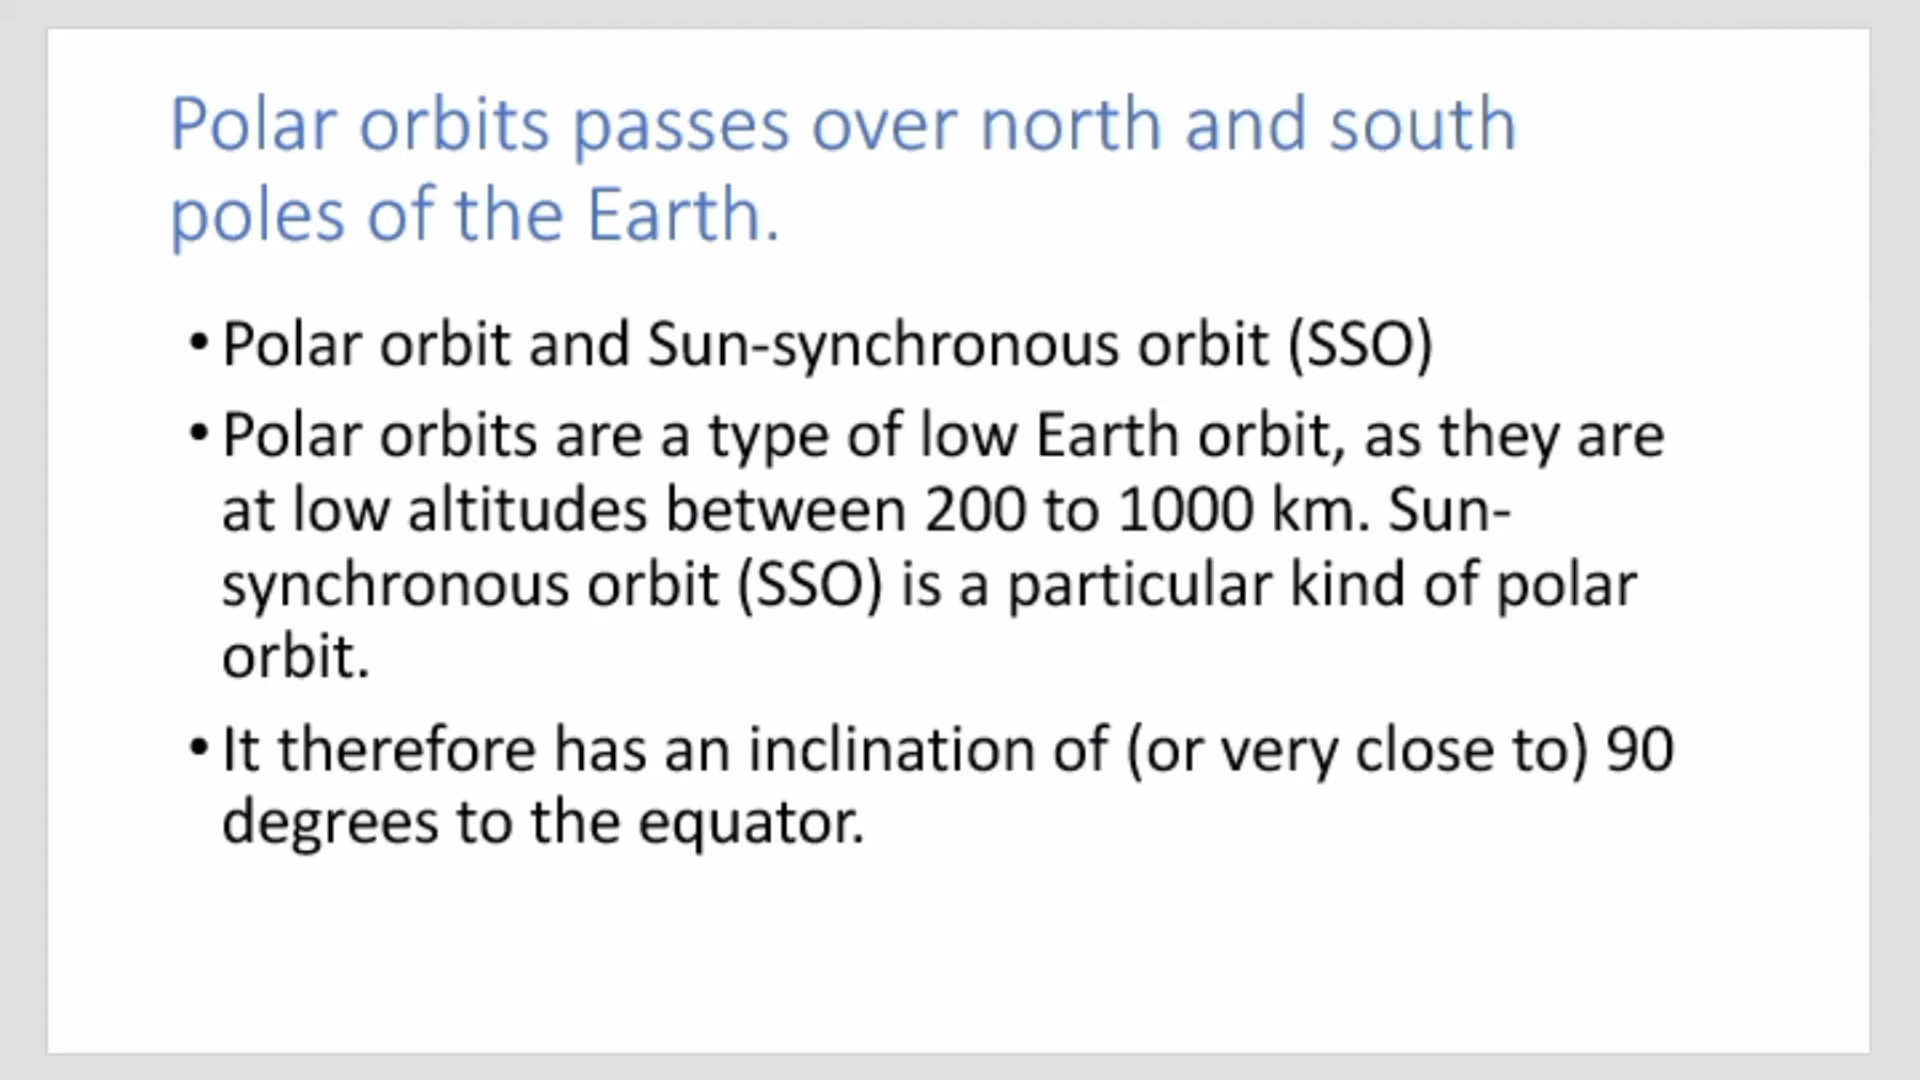 Polar orbits passes over north and south
poles of the Earth.
• Polar orbit and Sun-synchronous orbit (SSO)
• Polar orbits are a type of low Earth orbit, as they are
at low altitudes between 200 to 1000 km. Sun-
synchronous orbit (SSO) is a particular kind of polar
orbit.
• It therefore has an inclination of (or very close to) 90
degrees to the equator.